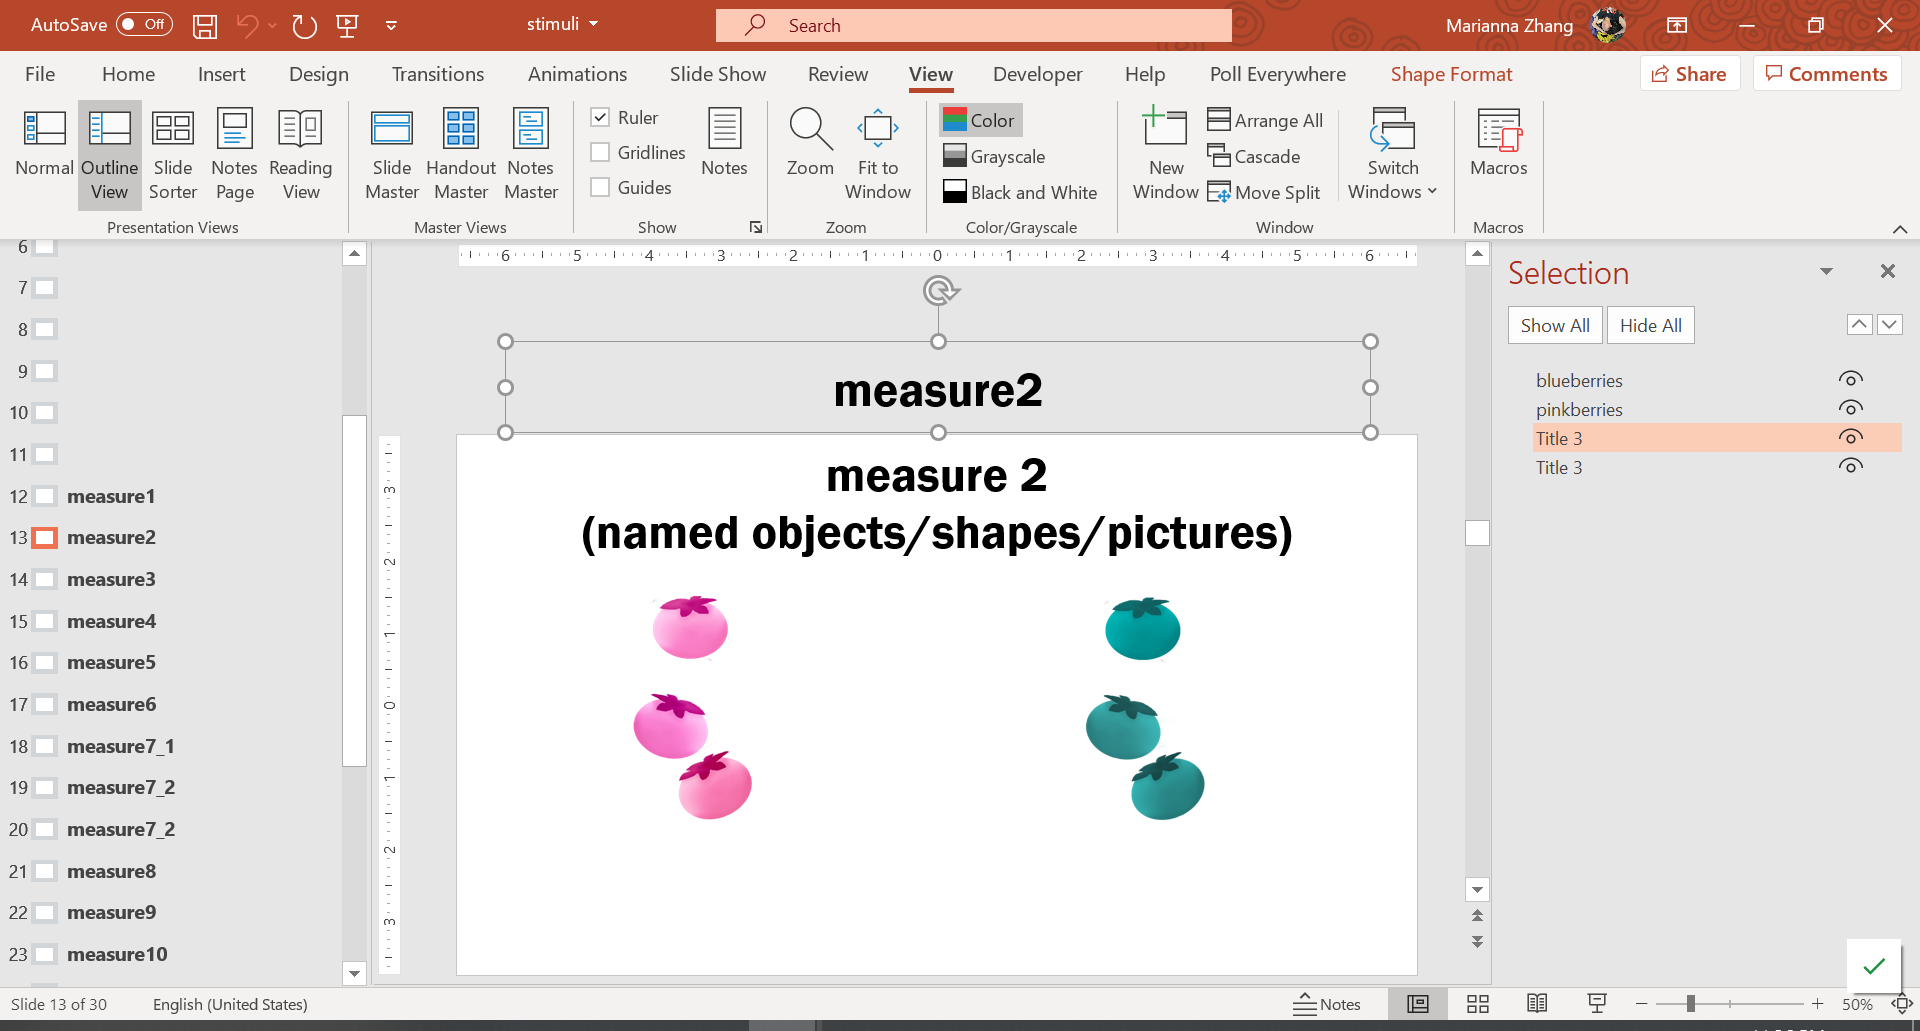 AutoSave Off stimuli Search Marianna Zhang
File Home Insert Design Transitions Animations Slide Show Review View Developer Help Poll Everywhere Shape Format Share Comments
Normal
Outline
View
Slide
Sorter
Notes
Page
Reading
View
Presentation Views
Slide
Master
Handout
Master
Notes
Master
Master Views
Ruler
Gridlines
Guides
Notes
Show
Zoom
Fit to
Window
Zoom
Color
Grayscale
Black and White
Color/Grayscale
New
Window
Arrange All
Cascade
Move Split
Switch
Windows
Window
Macros
Macros
6
7
8
9
10
11
12 measure1
13 measure2
14 measure3
15 measure4
16 measure5
17 measure6
18 measure7_1
19 measure7_2
20 measure7_2
21 measure8
22 measure9
23 measure10
6 5 4 3 2 1 0 1 2 3 4 5 6
3
2
1
0
1
2
3
measure2
measure 2
(named objects/shapes/pictures)
Selection
Show All Hide All
blueberries
pinkberries
Title 3
Title 3
Slide 13 of 30 English (United States) Notes 50%